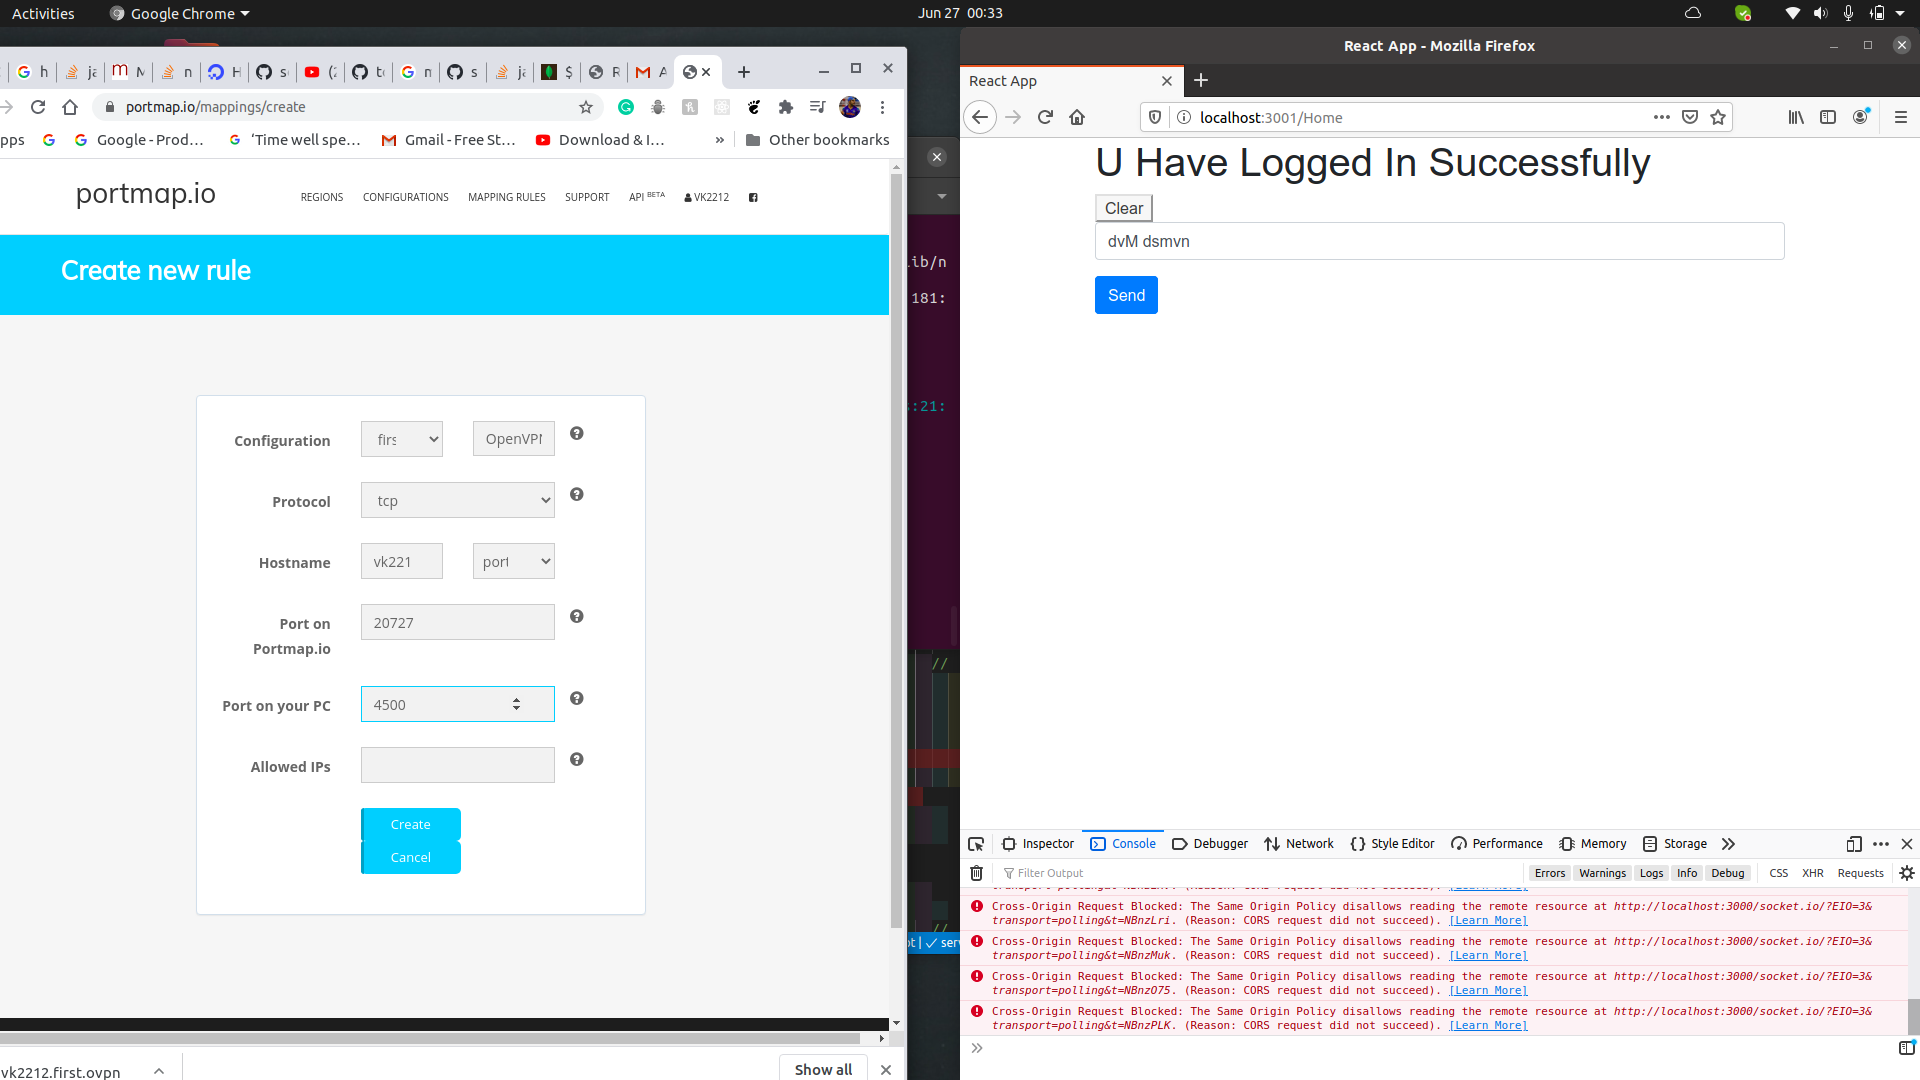 Activities
Google Chrome
Jun 27 00:33
h
ja
M
n
H
s
(2
to
n
s
ja
$
R
A
portmap.io/mappings/create
pps
Google - Prod…
‘Time well spe…
Gmail - Free St…
Download & I…
»
Other bookmarks
portmap.io
REGIONS
CONFIGURATIONS
MAPPING RULES
SUPPORT
API BETA
VK2212
Create new rule
Configuration
firs
OpenVPN
Protocol
tcp
Hostname
vk221
port
Port on
Portmap.io
20727
Port on your PC
4500
Allowed IPs
Create
Cancel
vk2212.first.ovpn
Show all
ib/n
181:
:21:
//
//
ot | ✓ serv
React App - Mozilla Firefox
React App
localhost:3001/Home
U Have Logged In Successfully
Clear
dvM dsmvn
Send
Inspector
Console
Debugger
Network
Style Editor
Performance
Memory
Storage
Filter Output
Errors
Warnings
Logs
Info
Debug
CSS
XHR
Requests
Cross-Origin Request Blocked: The Same Origin Policy disallows reading the remote resource at http://localhost:3000/socket.io/?EIO=3&
transport=polling&t=NBnzLri. (Reason: CORS request did not succeed). [Learn More]
Cross-Origin Request Blocked: The Same Origin Policy disallows reading the remote resource at http://localhost:3000/socket.io/?EIO=3&
transport=polling&t=NBnzMuk. (Reason: CORS request did not succeed). [Learn More]
Cross-Origin Request Blocked: The Same Origin Policy disallows reading the remote resource at http://localhost:3000/socket.io/?EIO=3&
transport=polling&t=NBnzO75. (Reason: CORS request did not succeed). [Learn More]
Cross-Origin Request Blocked: The Same Origin Policy disallows reading the remote resource at http://localhost:3000/socket.io/?EIO=3&
transport=polling&t=NBnzPLK. (Reason: CORS request did not succeed). [Learn More]